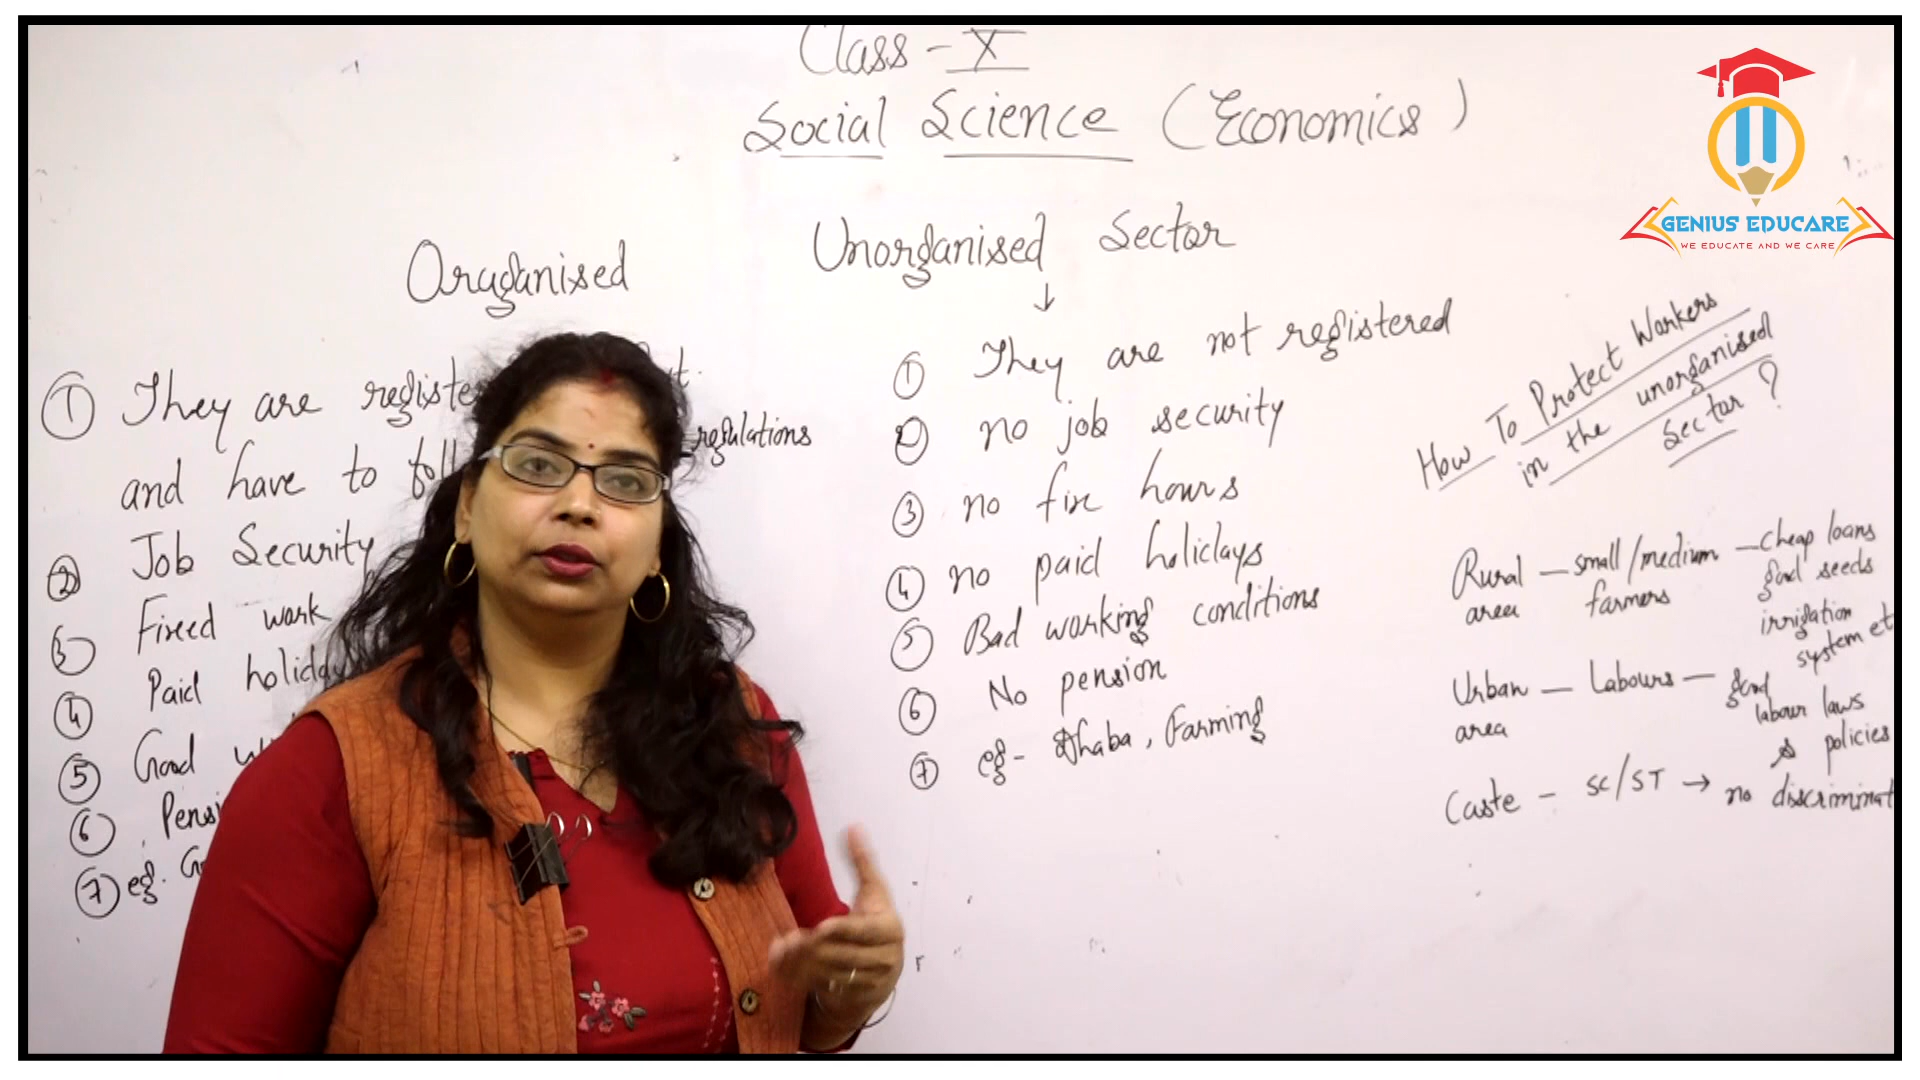 Class - X
Social Science (Economics)
GENIUS EDUCARE
WE EDUCATE AND WE CARE
Oruganised
① They are registe t.
and have to foll regulations
② Job Security
③ Fixed work
④ Paid holiday
⑤ Good w
⑥ Pensi
⑦ eg. G
Unorganised Sector
↓
① They are not registered
② no job security
③ no fix hours
④ no paid holidays
⑤ Bad working conditions
⑥ No pension
⑦ eg- Dhaba, Farming
How To Protect Workers
in the unorganised
Sector ?
Rural — small/medium — cheap loans
area farmers good seeds
irrigation
system et
Urban — Labours — good
area labour laws
& policies
Caste - SC/ST → no discriminat